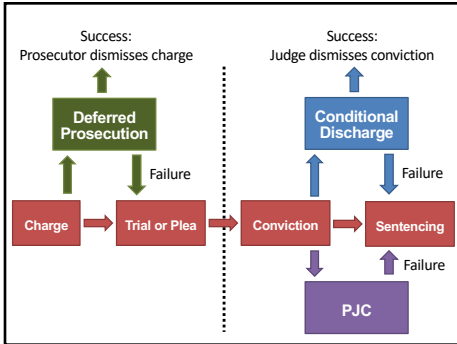 Success:
Prosecutor dismisses charge
Success:
Judge dismisses conviction
Deferred
Prosecution
Conditional
Discharge
Failure
Failure
Charge
Trial or Plea
Conviction
Sentencing
Failure
PJC